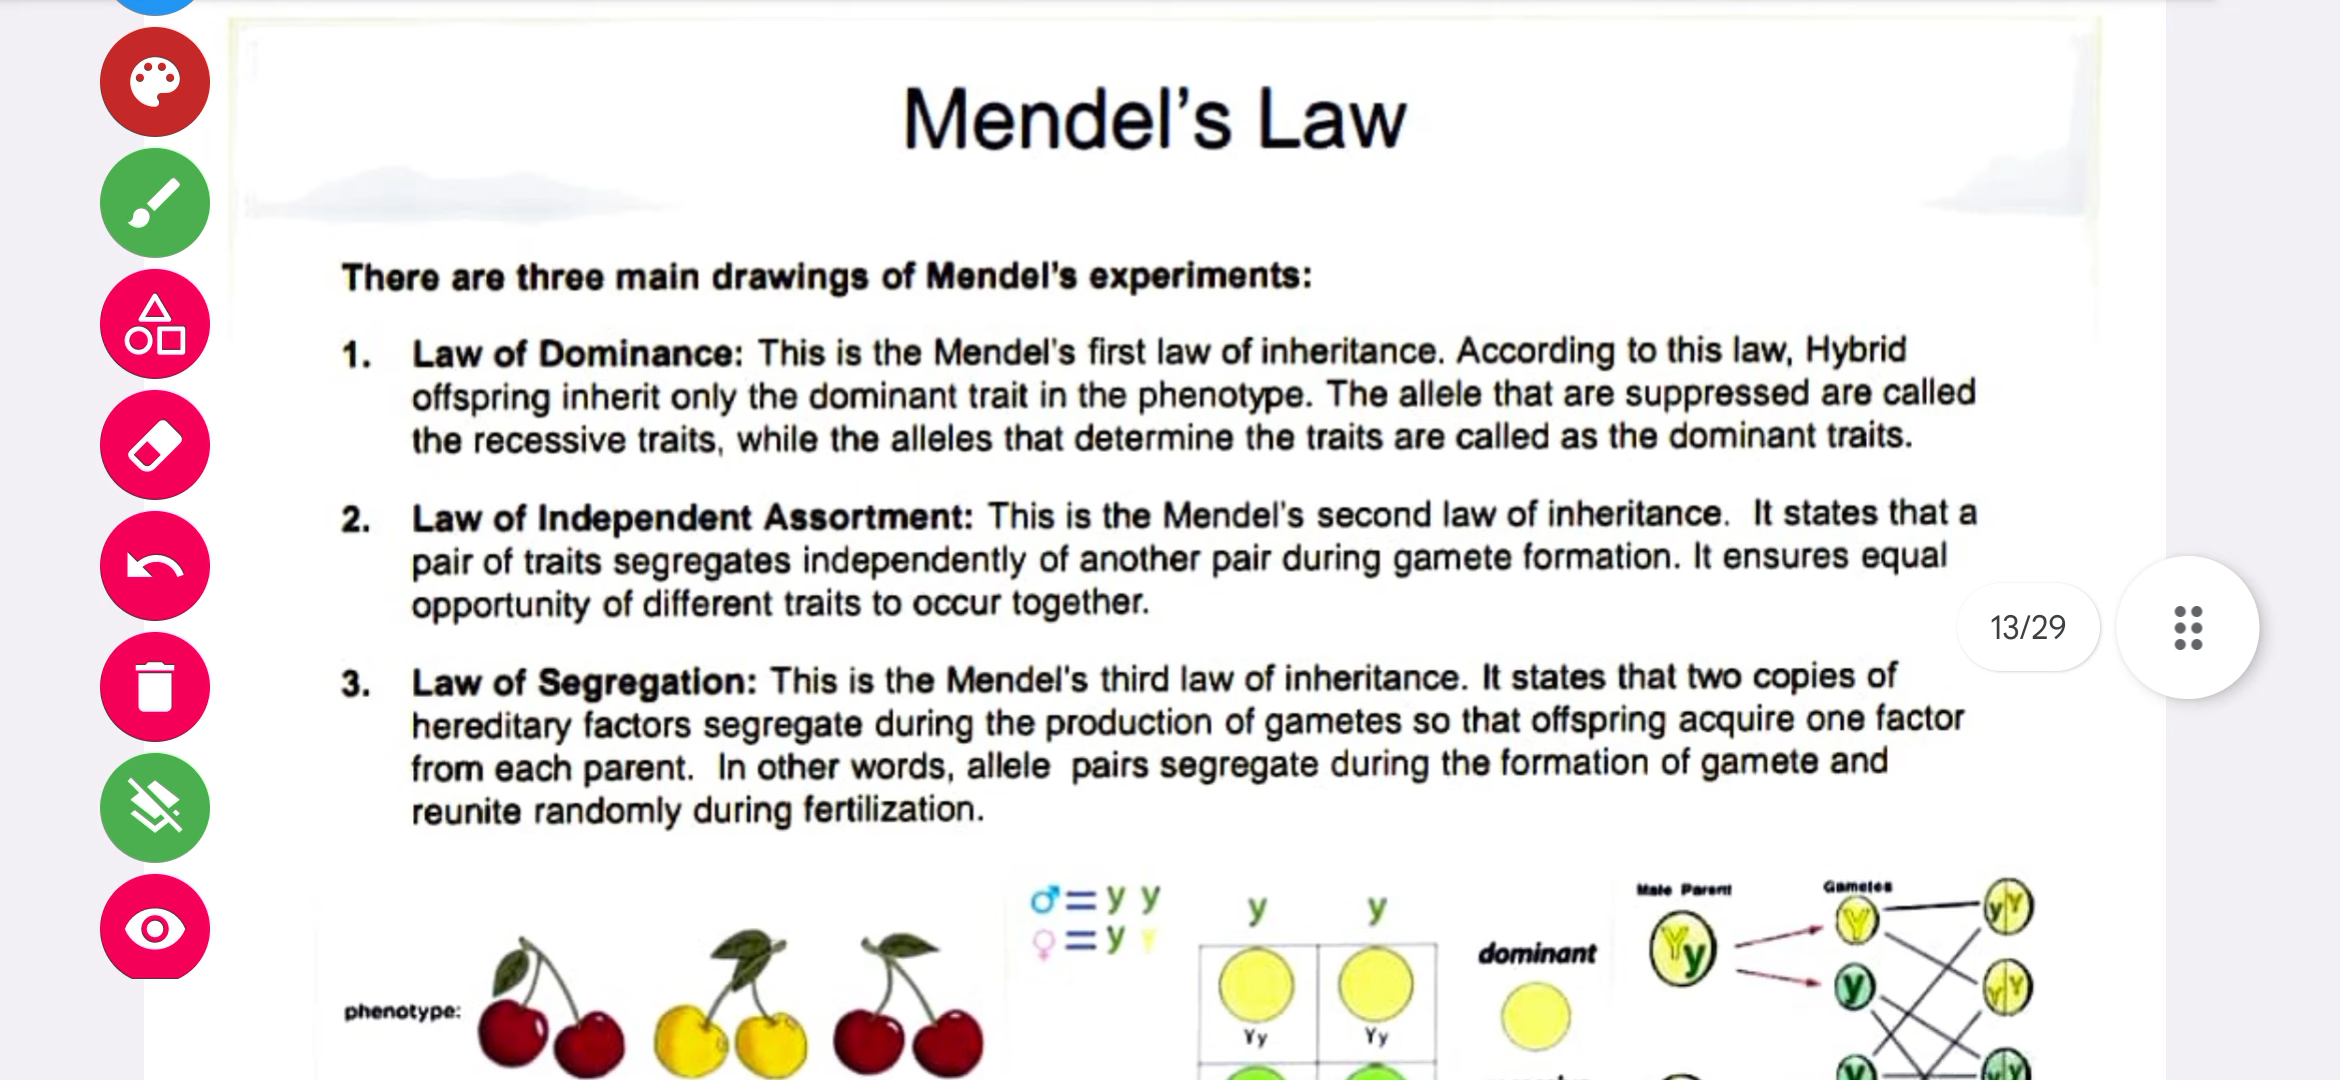 Mendel's Law
There are three main drawings of Mendel's experiments:
1. Law of Dominance: This is the Mendel's first law of inheritance. According to this law, Hybrid
offspring inherit only the dominant trait in the phenotype. The allele that are suppressed are called
the recessive traits, while the alleles that determine the traits are called as the dominant traits.
2. Law of Independent Assortment: This is the Mendel's second law of inheritance. It states that a
pair of traits segregates independently of another pair during gamete formation. It ensures equal
opportunity of different traits to occur together.
13/29
3. Law of Segregation: This is the Mendel's third law of inheritance. It states that two copies of
hereditary factors segregate during the production of gametes so that offspring acquire one factor
from each parent. In other words, allele pairs segregate during the formation of gamete and
reunite randomly during fertilization.
phenotype:
♂ = y y
♀ = y Y
y y
Yy Yy
dominant
Male Parent
Gametes
Yy
Y
y
yY
yY